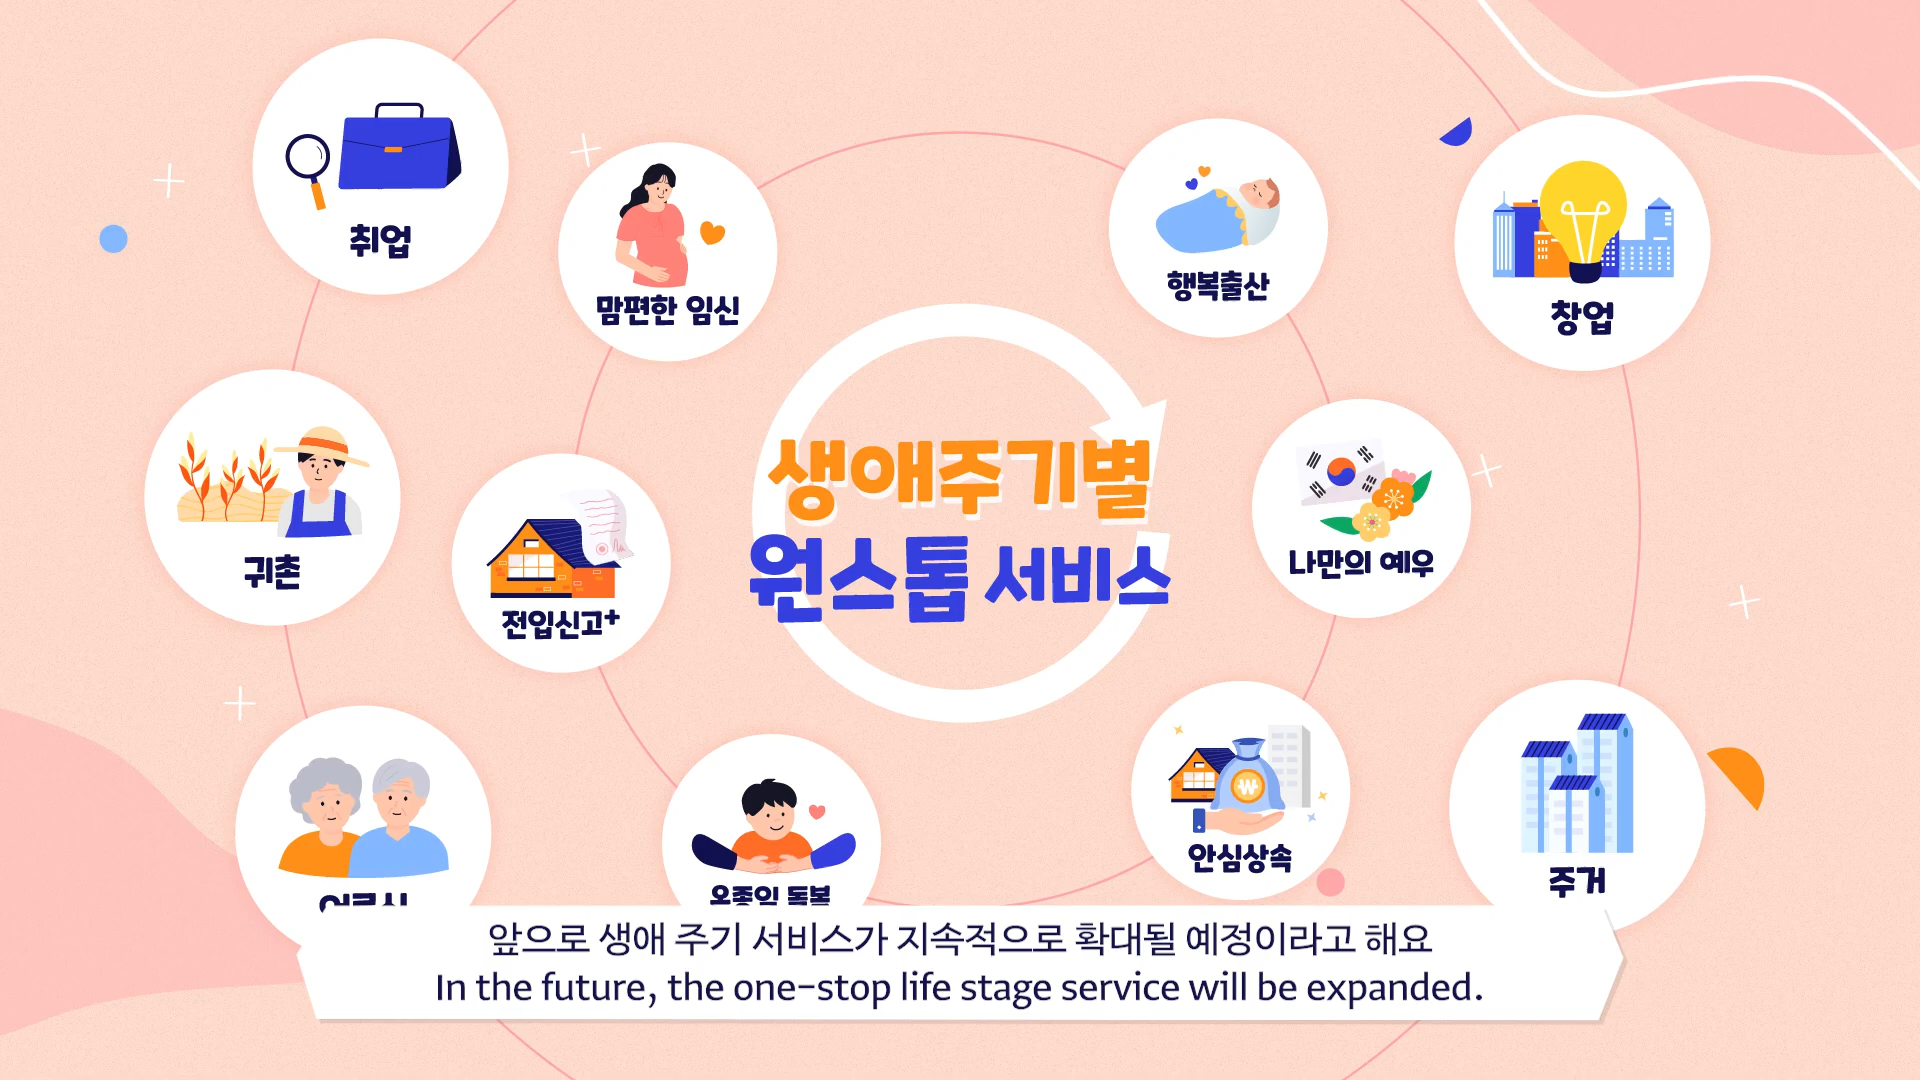 취업
맘편한 임신
행복출산
창업
귀촌
전입신고+
생애주기별
원스톱 서비스
나만의 예우
안심상속
주거
앞으로 생애 주기 서비스가 지속적으로 확대될 예정이라고 해요
In the future, the one-stop life stage service will be expanded.